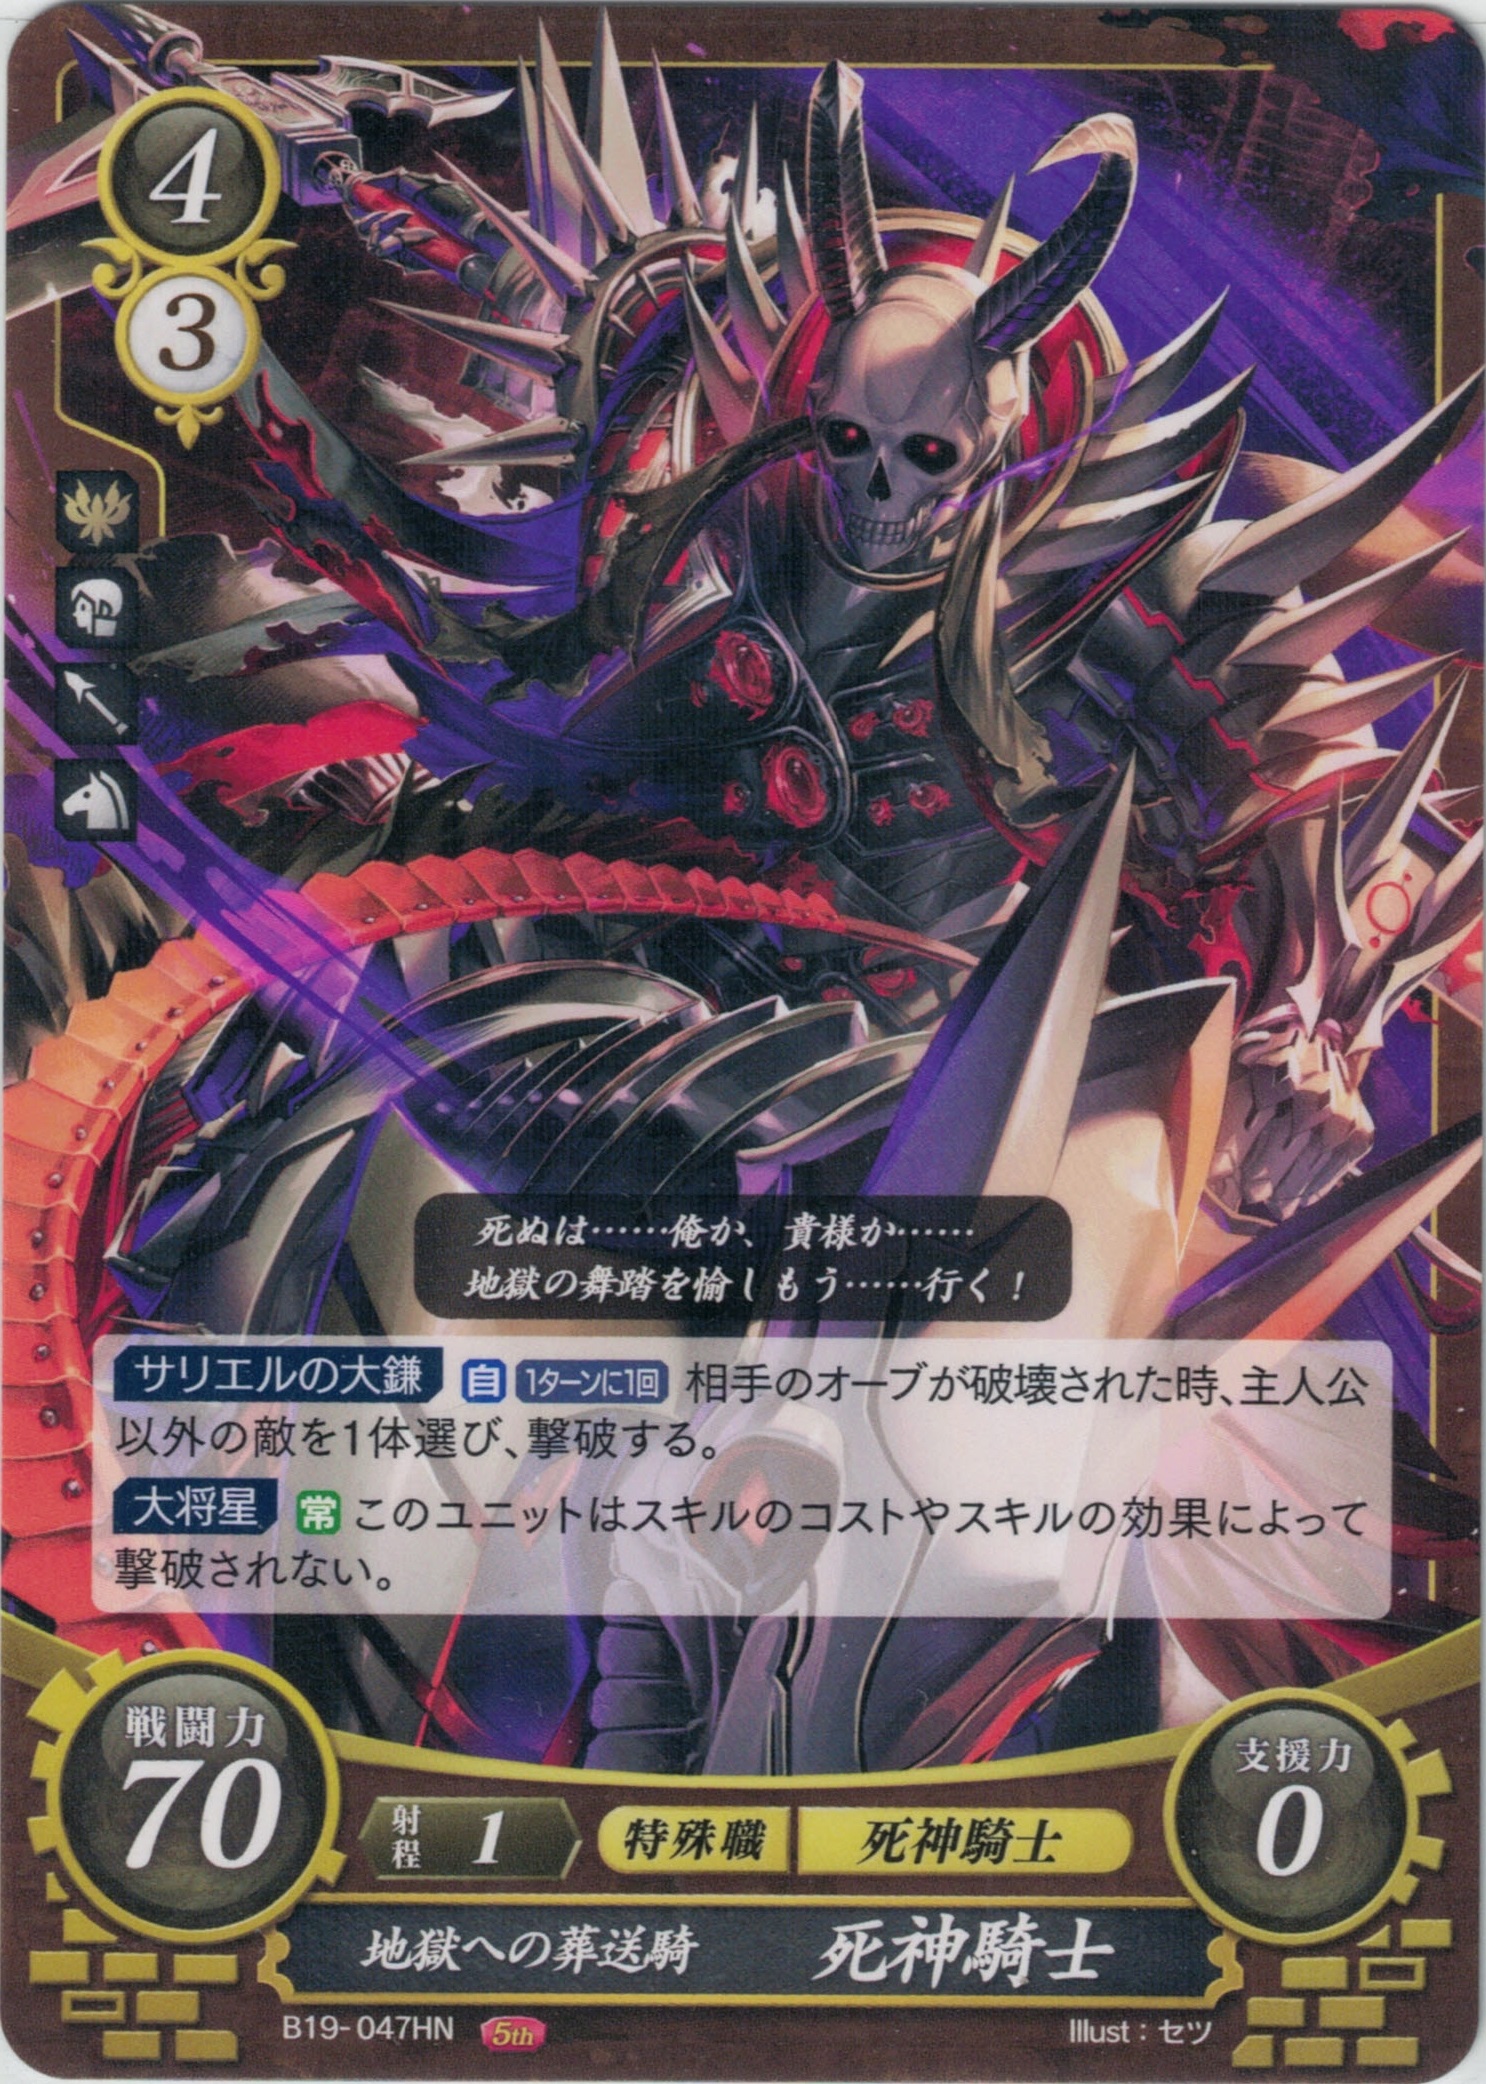 4
3
死ぬは……俺か、貴様か……
地獄の舞踏を愉しもう……行く！
サリエルの大鎌 自 1ターンに1回 相手のオーブが破壊された時、主人公
以外の敵を1体選び、撃破する。
大将星 常 このユニットはスキルのコストやスキルの効果によって
撃破されない。
戦闘力
70
射程 1
特殊職 死神騎士
支援力
0
地獄への葬送騎 死神騎士
B19-047HN 5th
Illust：セツ